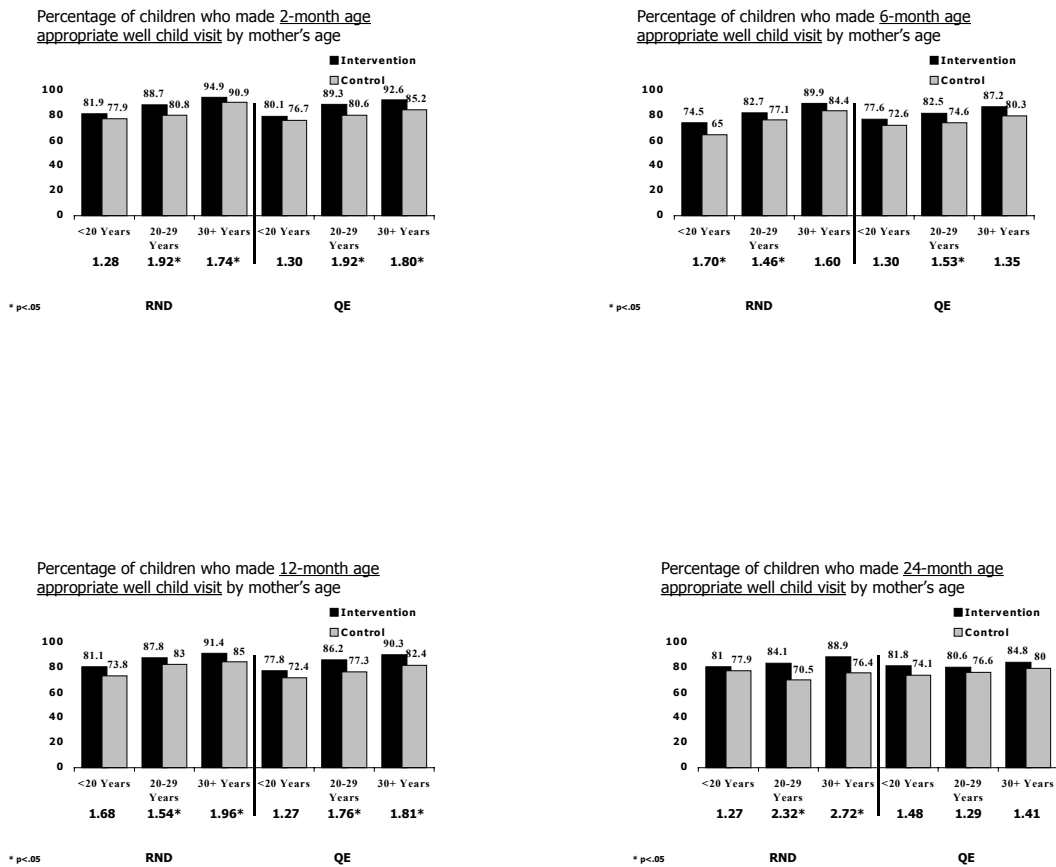 Percentage of children who made 2-month age
appropriate well child visit by mother's age
Intervention
Control
100
80
60
40
20
0
81.9 77.9 88.7 80.8 94.9 90.9 80.1 76.7 89.3 80.6 92.6 85.2
<20 Years 20-29 Years 30+ Years <20 Years 20-29 Years 30+ Years
1.28 1.92* 1.74* 1.30 1.92* 1.80*
* p<.05 RND QE
Percentage of children who made 6-month age
appropriate well child visit by mother's age
Intervention
Control
100
80
60
40
20
0
74.5 65 82.7 77.1 89.9 84.4 77.6 72.6 82.5 74.6 87.2 80.3
<20 Years 20-29 Years 30+ Years <20 Years 20-29 Years 30+ Years
1.70* 1.46* 1.60 1.30 1.53* 1.35
* p<.05 RND QE
Percentage of children who made 12-month age
appropriate well child visit by mother's age
Intervention
Control
100
80
60
40
20
0
81.1 73.8 87.8 83 91.4 85 77.8 72.4 86.2 77.3 90.3 82.4
<20 Years 20-29 Years 30+ Years <20 Years 20-29 Years 30+ Years
1.68 1.54* 1.96* 1.27 1.76* 1.81*
* p<.05 RND QE
Percentage of children who made 24-month age
appropriate well child visit by mother's age
Intervention
Control
100
80
60
40
20
0
81 77.9 84.1 70.5 88.9 76.4 81.8 74.1 80.6 76.6 84.8 80
<20 Years 20-29 Years 30+ Years <20 Years 20-29 Years 30+ Years
1.27 2.32* 2.72* 1.48 1.29 1.41
* p<.05 RND QE